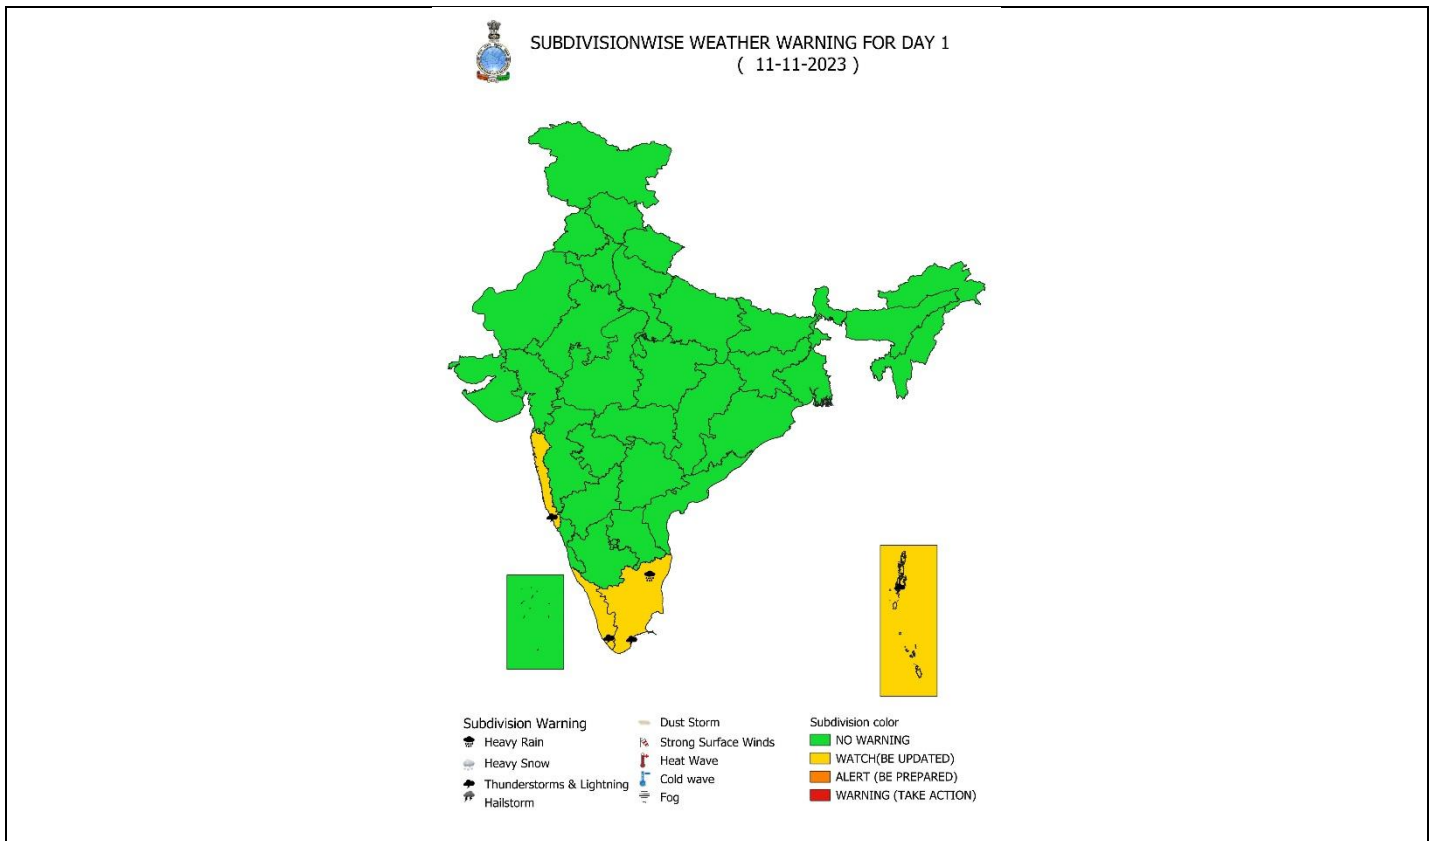 SUBDIVISIONWISE WEATHER WARNING FOR DAY 1
( 11-11-2023 )
Subdivision Warning
Heavy Rain
Heavy Snow
Thunderstorms & Lightning
Hailstorm
Dust Storm
Strong Surface Winds
Heat Wave
Cold wave
Fog
Subdivision color
NO WARNING
WATCH(BE UPDATED)
ALERT (BE PREPARED)
WARNING (TAKE ACTION)